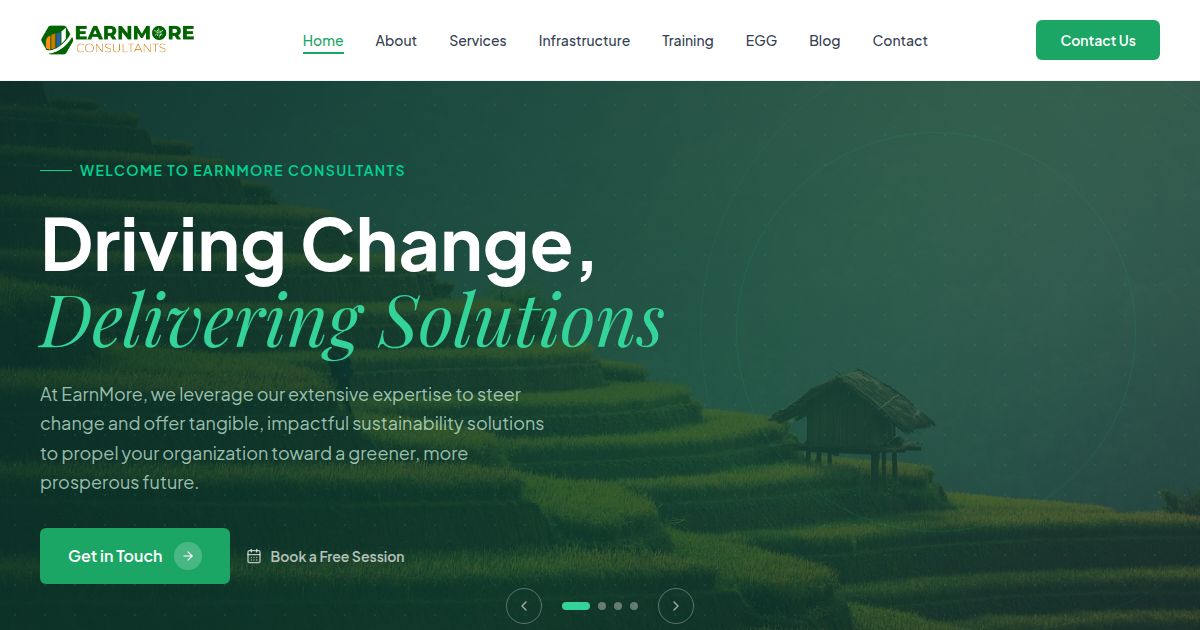 EARNMORE
CONSULTANTS
Home
About
Services
Infrastructure
Training
EGG
Blog
Contact
Contact Us
WELCOME TO EARNMORE CONSULTANTS
Driving Change,
Delivering Solutions
At EarnMore, we leverage our extensive expertise to steer
change and offer tangible, impactful sustainability solutions
to propel your organization toward a greener, more
prosperous future.
Get in Touch
Book a Free Session